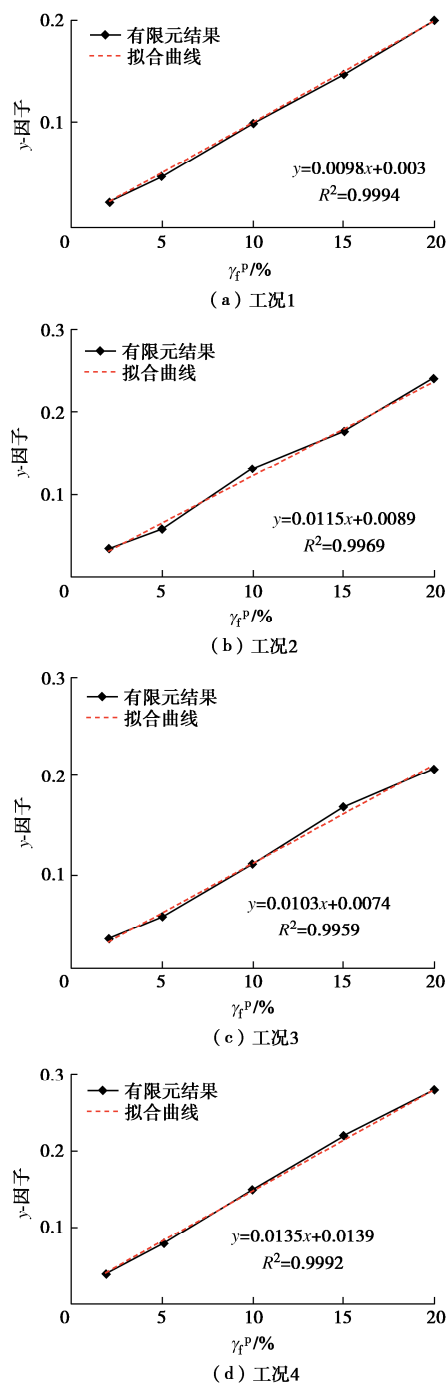 0.2
有限元结果
拟合曲线
y-因子
0.1
y=0.0098x+0.003
R²=0.9994
0 5 10 15 20
γfᵖ/%
(a)工况1
0.3
有限元结果
拟合曲线
0.2
y-因子
0.1
y=0.0115x+0.0089
R²=0.9969
0 5 10 15 20
γfᵖ/%
(b)工况2
0.3
有限元结果
拟合曲线
0.2
y-因子
0.1
y=0.0103x+0.0074
R²=0.9959
0 5 10 15 20
γfᵖ/%
(c)工况3
0.3
有限元结果
拟合曲线
0.2
y-因子
0.1
y=0.0135x+0.0139
R²=0.9992
0 5 10 15 20
γfᵖ/%
(d)工况4